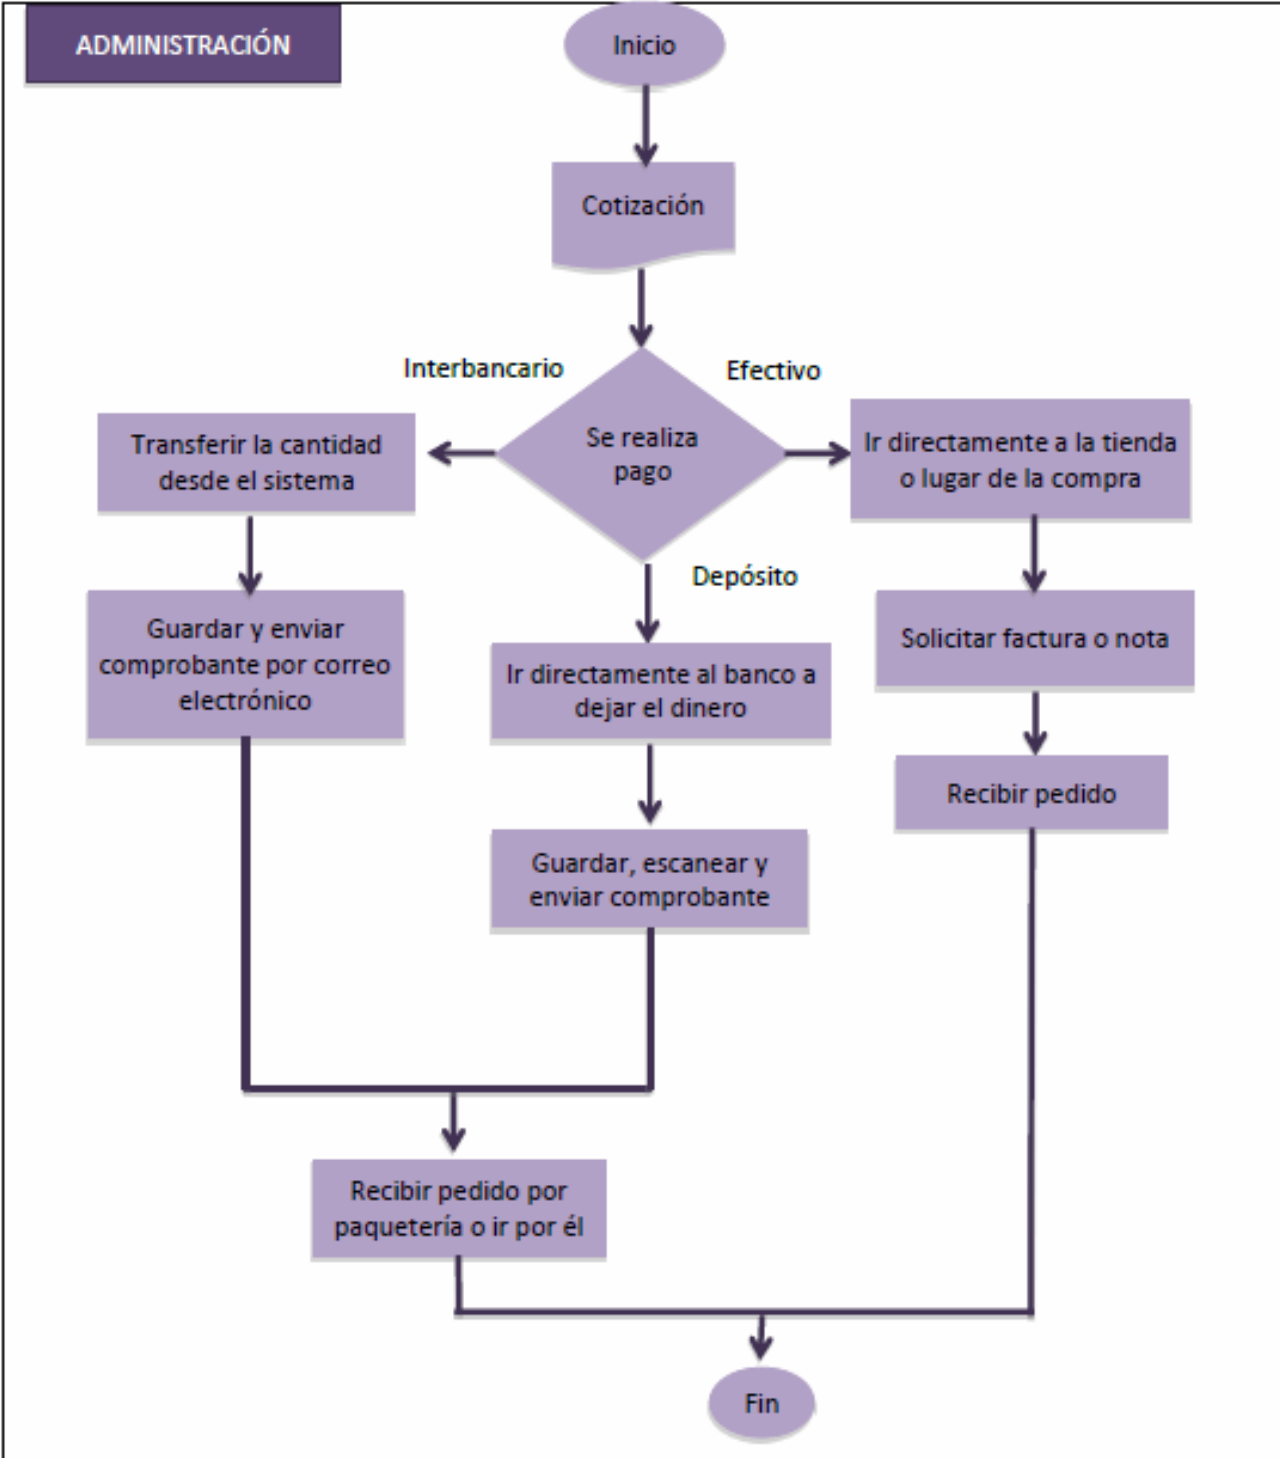 ADMINISTRACIÓN
Inicio
Cotización
Interbancario
Efectivo
Se realiza
pago
Transferir la cantidad
desde el sistema
Ir directamente a la tienda
o lugar de la compra
Depósito
Guardar y enviar
comprobante por correo
electrónico
Ir directamente al banco a
dejar el dinero
Solicitar factura o nota
Recibir pedido
Guardar, escanear y
enviar comprobante
Recibir pedido por
paquetería o ir por él
Fin